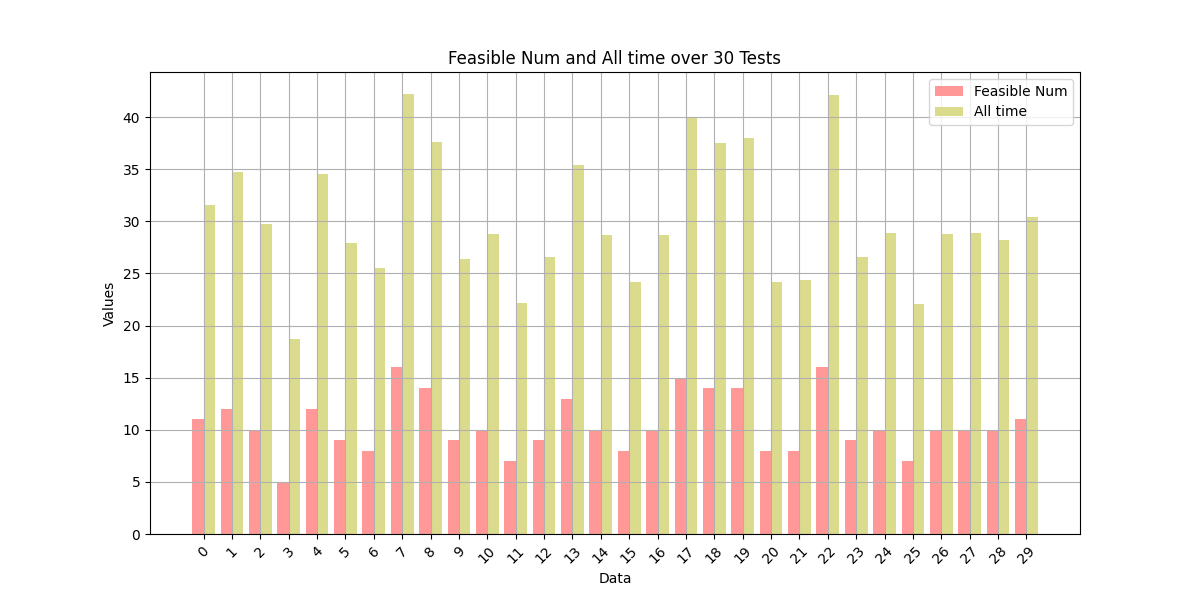 Feasible Num and All time over 30 Tests
Feasible Num
All time
Values
40
35
30
25
20
15
10
5
0
0 1 2 3 4 5 6 7 8 9 10 11 12 13 14 15 16 17 18 19 20 21 22 23 24 25 26 27 28 29
Data